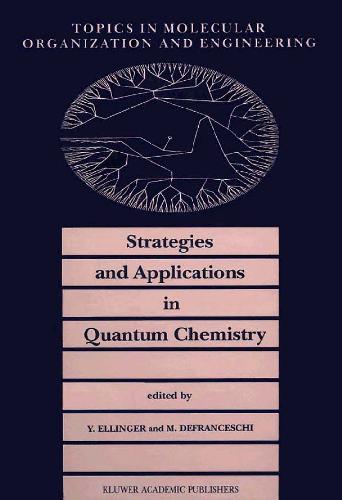 TOPICS IN MOLECULAR
ORGANIZATION AND ENGINEERING
Strategies
and Applications
in
Quantum Chemistry
edited by
Y. ELLINGER and M. DEFRANCESCHI
KLUWER ACADEMIC PUBLISHERS